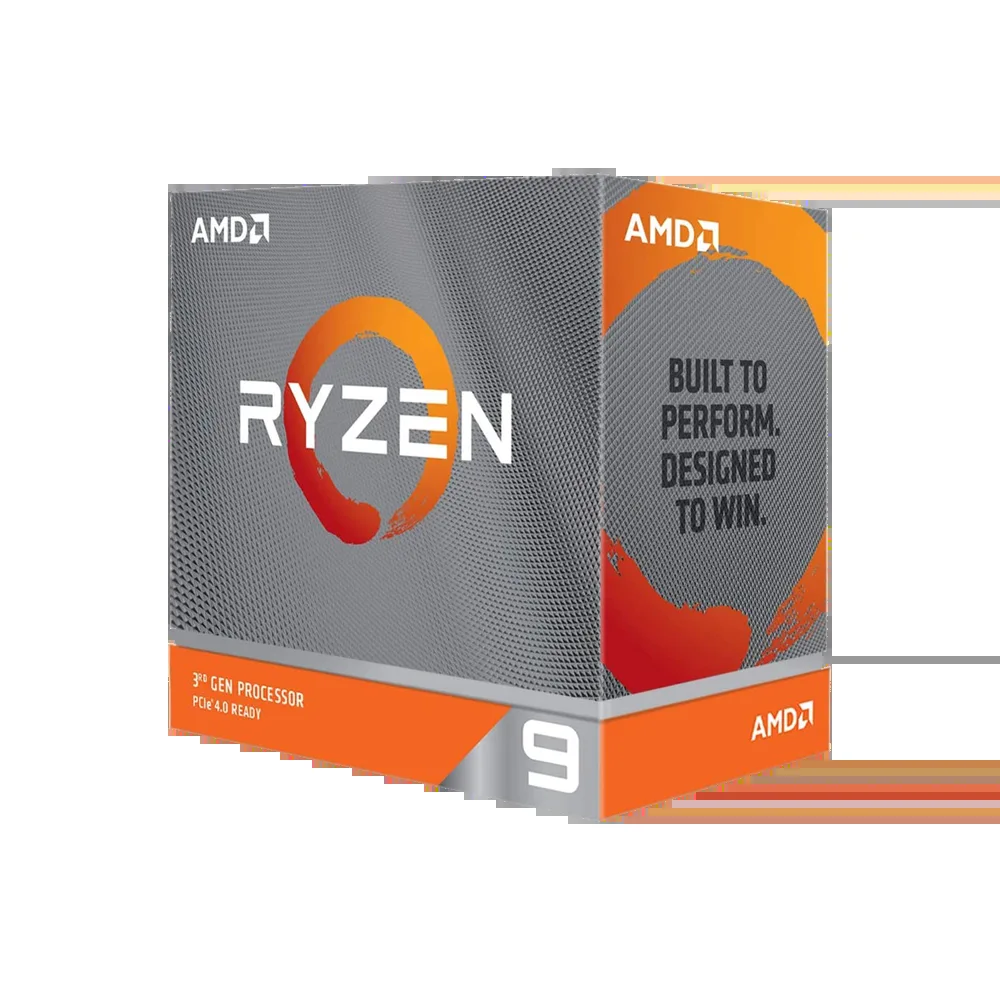 AMD
RYZEN
3RD GEN PROCESSOR
PCIe® 4.0 READY
9
AMD
BUILT TO
PERFORM.
DESIGNED
TO WIN.
AMD